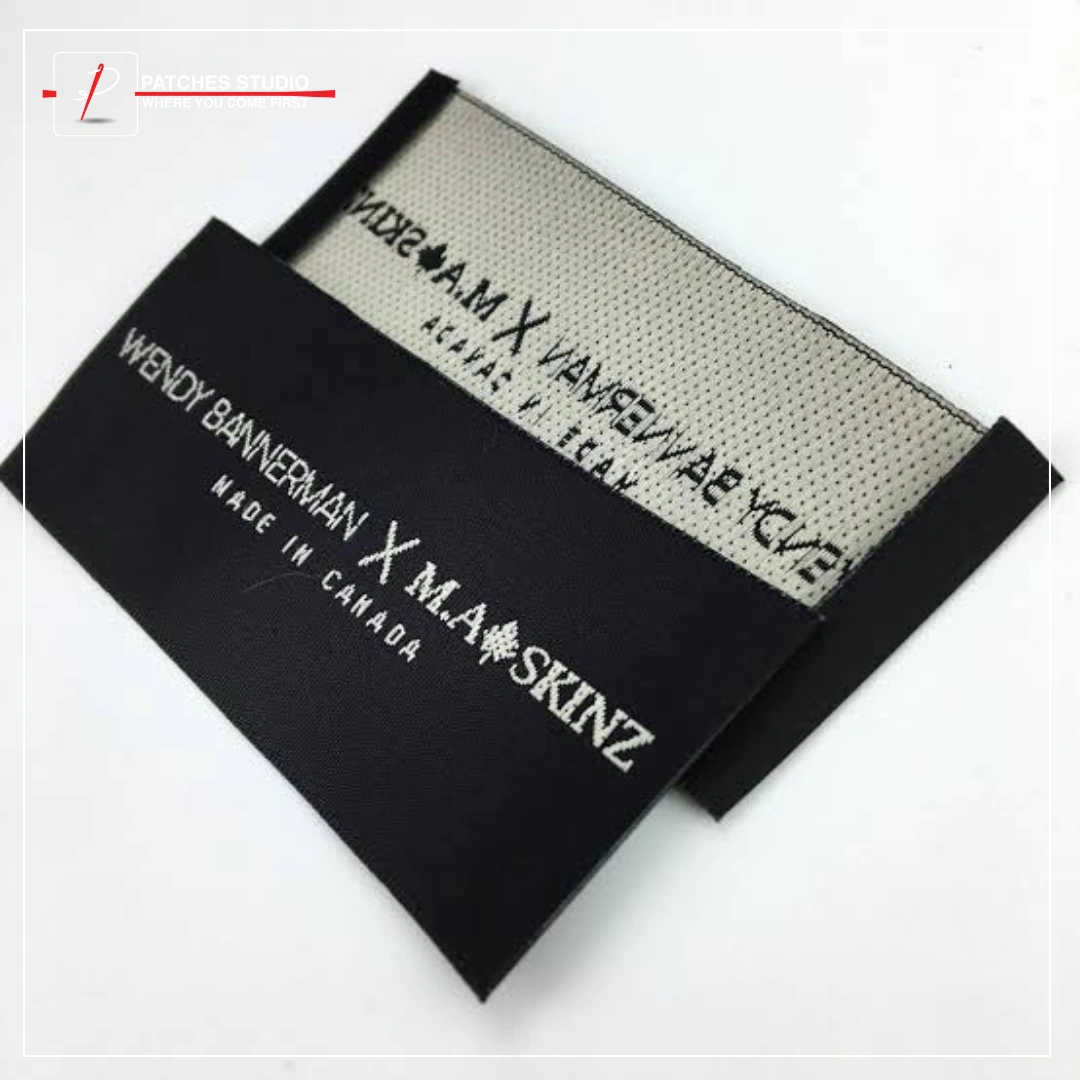 PATCHES STUDIO
WHERE YOU COME FIRST
WENDY BANNERMAN X M.A SKINZ
MADE IN CANADA